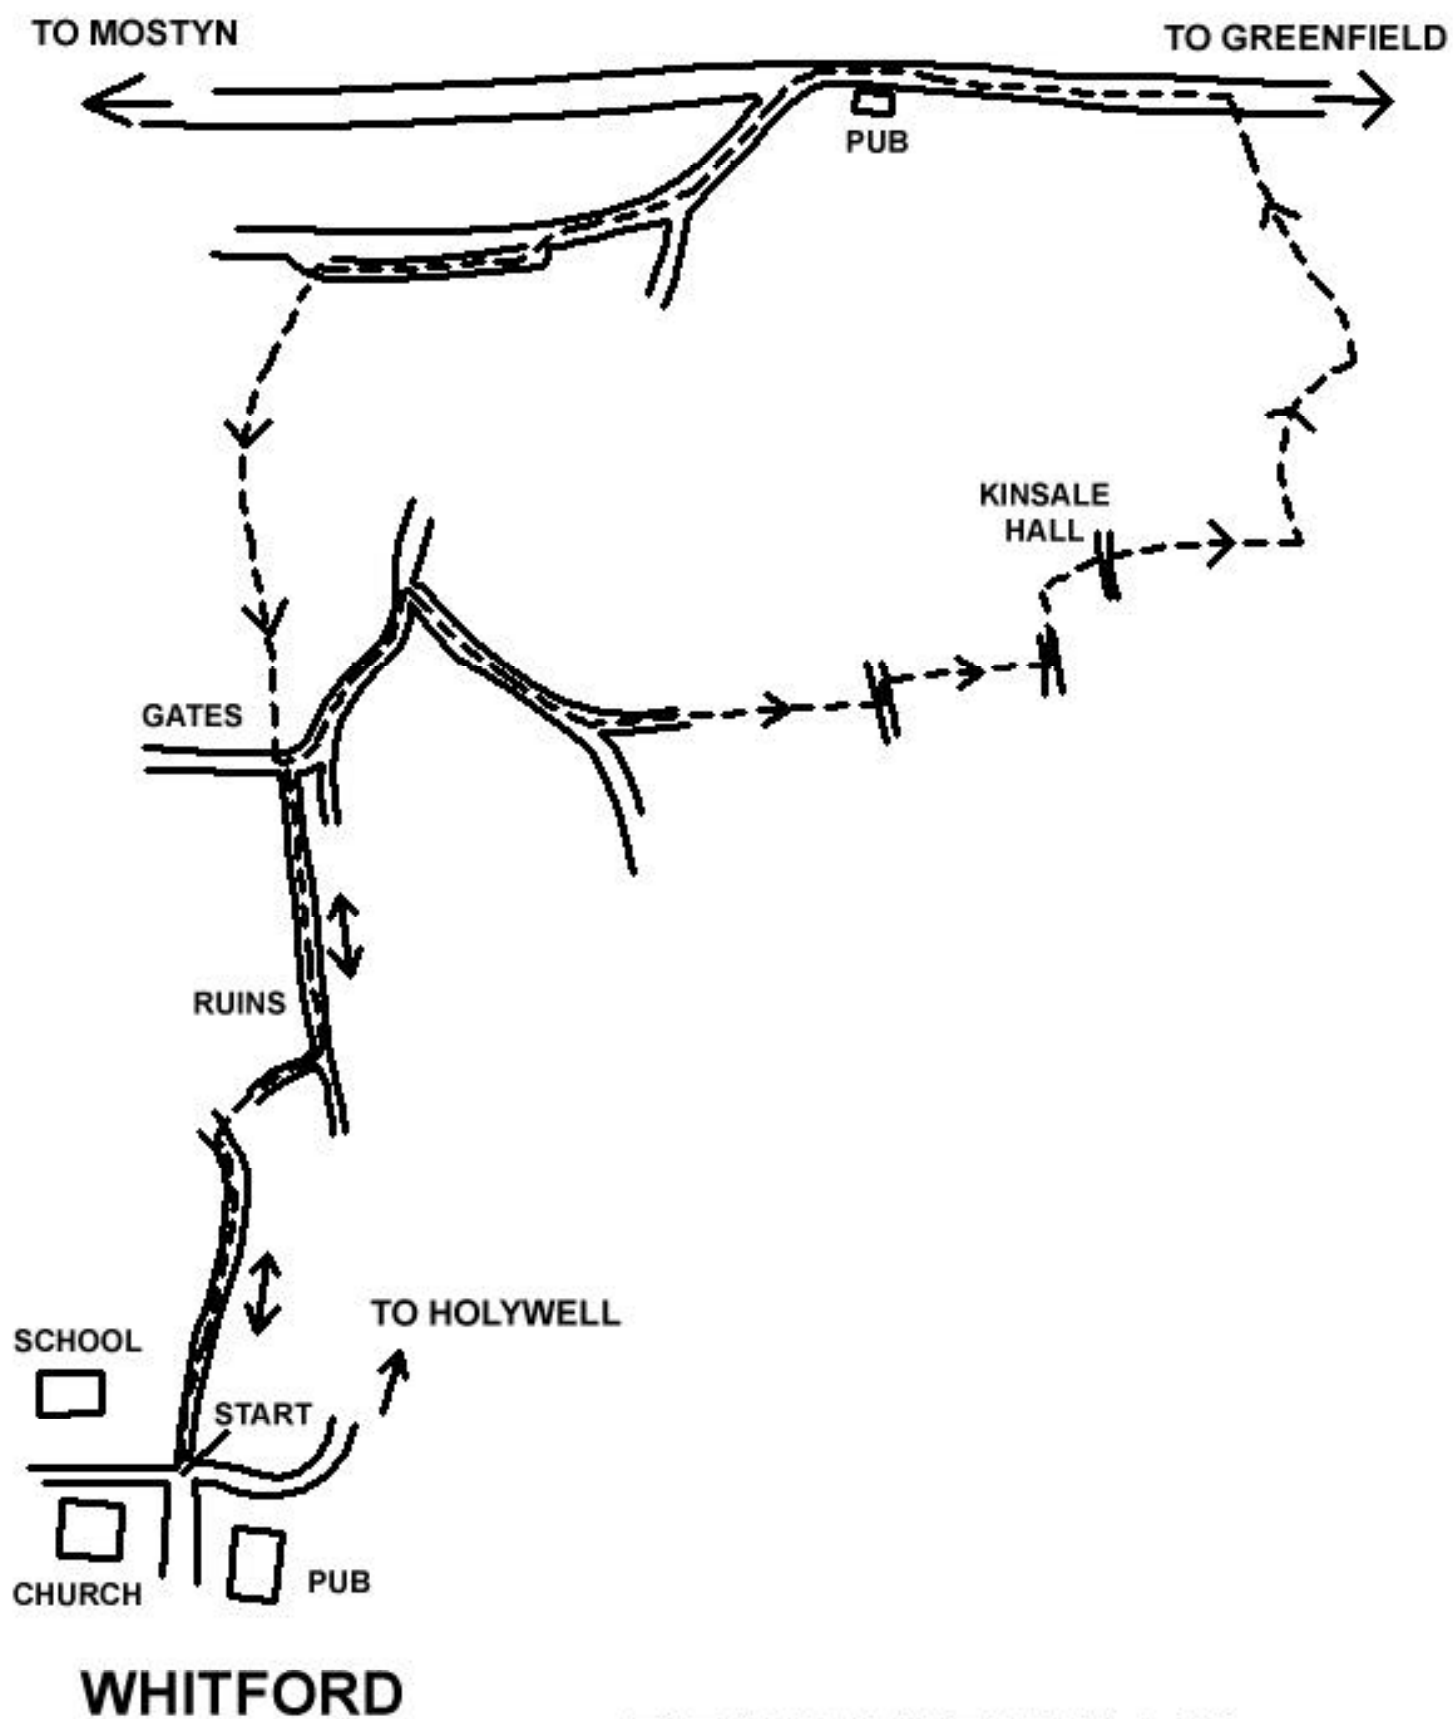 TO MOSTYN
TO GREENFIELD
PUB
KINSALE
HALL
GATES
RUINS
TO HOLYWELL
SCHOOL
START
CHURCH
PUB
WHITFORD